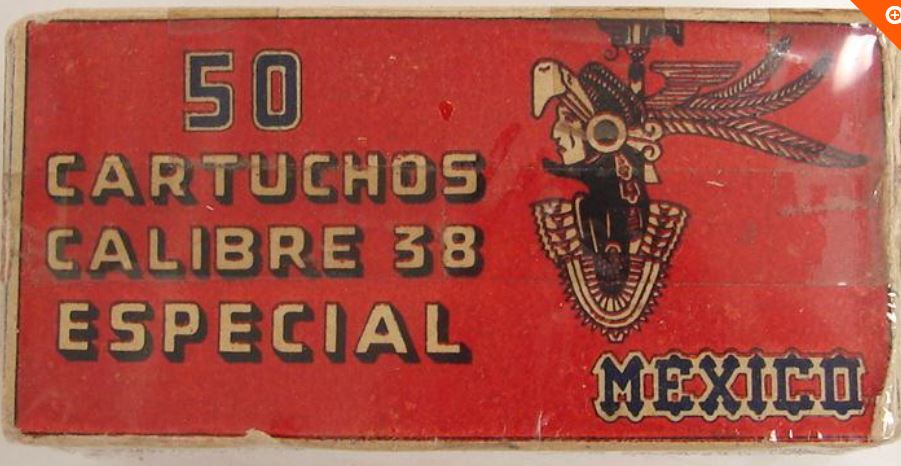 50
CARTUCHOS
CALIBRE 38
ESPECIAL
MEXICO